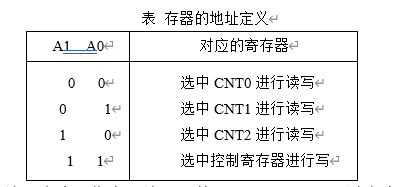 表 存器的地址定义
A1 A0 对应的寄存器
0 0 选中 CNT0 进行读写
0 1 选中 CNT1 进行读写
1 0 选中 CNT2 进行读写
1 1 选中控制寄存器进行写